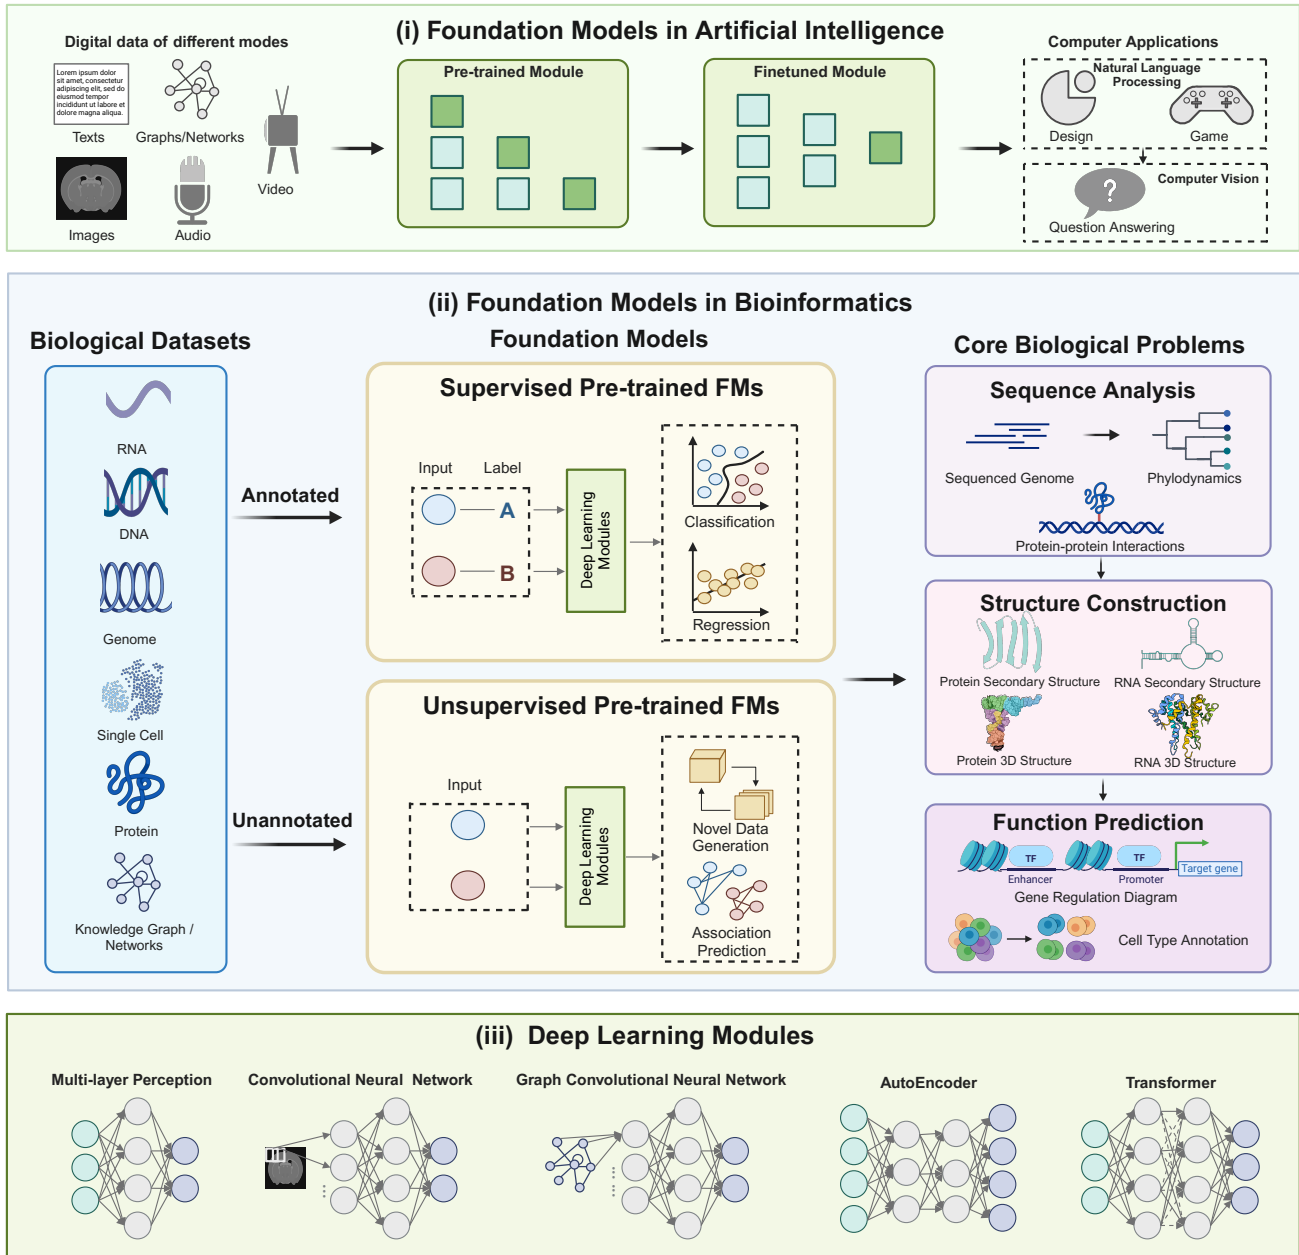 (i) Foundation Models in Artificial Intelligence
Digital data of different modes
Lorem ipsum dolor
sit amet, consectetur
adipiscing elit, sed do
eiusmod tempor
incididunt ut labore et
dolore magna aliqua.
Texts
Graphs/Networks
Video
Images
Audio
Pre-trained Module
Finetuned Module
Computer Applications
Natural Language
Processing
Design
Game
Computer Vision
?
Question Answering
(ii) Foundation Models in Bioinformatics
Biological Datasets
RNA
DNA
Genome
Single Cell
Protein
Knowledge Graph /
Networks
Annotated
Unannotated
Foundation Models
Supervised Pre-trained FMs
Input
Label
A
B
Deep Learning
Modules
Classification
Regression
Unsupervised Pre-trained FMs
Input
Deep Learning
Modules
Novel Data
Generation
Association
Prediction
Core Biological Problems
Sequence Analysis
Sequenced Genome
Phylodynamics
Protein-protein Interactions
Structure Construction
Protein Secondary Structure
RNA Secondary Structure
Protein 3D Structure
RNA 3D Structure
Function Prediction
TF
TF
Enhancer
Promoter
Target gene
Gene Regulation Diagram
Cell Type Annotation
(iii) Deep Learning Modules
Multi-layer Perception
Convolutional Neural Network
Graph Convolutional Neural Network
AutoEncoder
Transformer